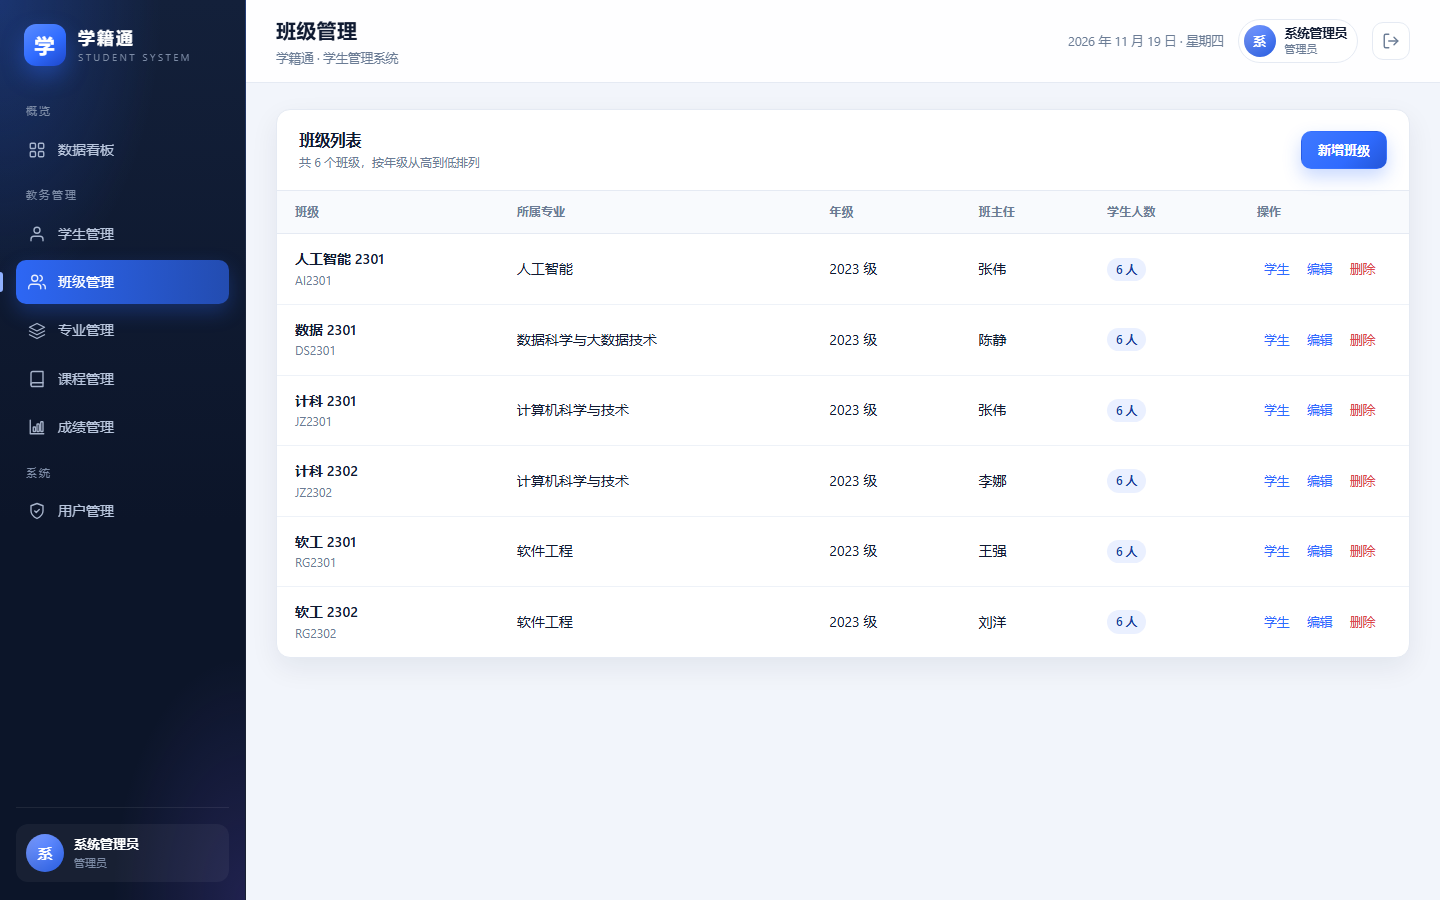 学
学籍通
STUDENT SYSTEM
概览
数据看板
教务管理
学生管理
班级管理
专业管理
课程管理
成绩管理
系统
用户管理
系
系统管理员
管理员
班级管理
学籍通 · 学生管理系统
2026 年 11 月 19 日 · 星期四
系
系统管理员
管理员
班级列表
共 6 个班级，按年级从高到低排列
新增班级
班级 所属专业 年级 班主任 学生人数 操作
人工智能 2301
AI2301
人工智能 2023 级 张伟 6 人 学生 编辑 删除
数据 2301
DS2301
数据科学与大数据技术 2023 级 陈静 6 人 学生 编辑 删除
计科 2301
JZ2301
计算机科学与技术 2023 级 张伟 6 人 学生 编辑 删除
计科 2302
JZ2302
计算机科学与技术 2023 级 李娜 6 人 学生 编辑 删除
软工 2301
RG2301
软件工程 2023 级 王强 6 人 学生 编辑 删除
软工 2302
RG2302
软件工程 2023 级 刘洋 6 人 学生 编辑 删除